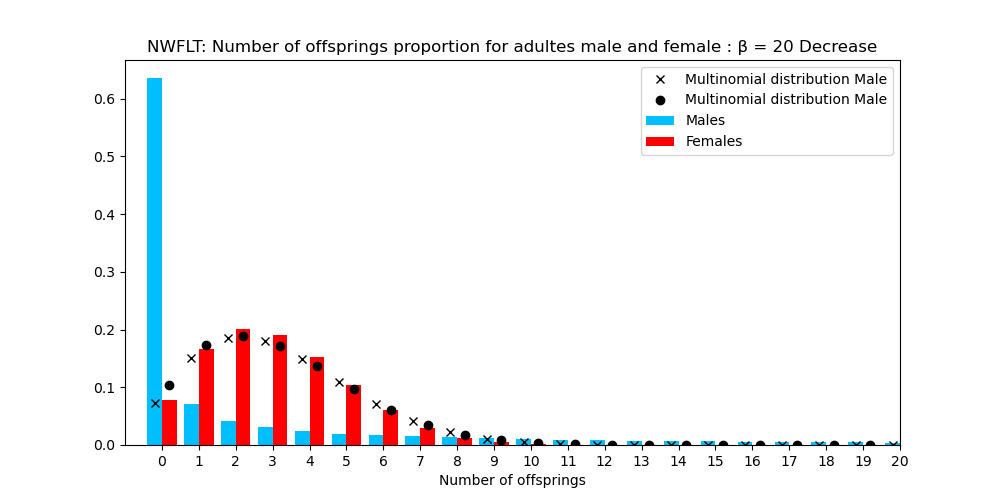 NWFLT: Number of offsprings proportion for adultes male and female : β = 20 Decrease
Multinomial distribution Male
Multinomial distribution Male
Males
Females
0.6
0.5
0.4
0.3
0.2
0.1
0.0
0 1 2 3 4 5 6 7 8 9 10 11 12 13 14 15 16 17 18 19 20
Number of offsprings